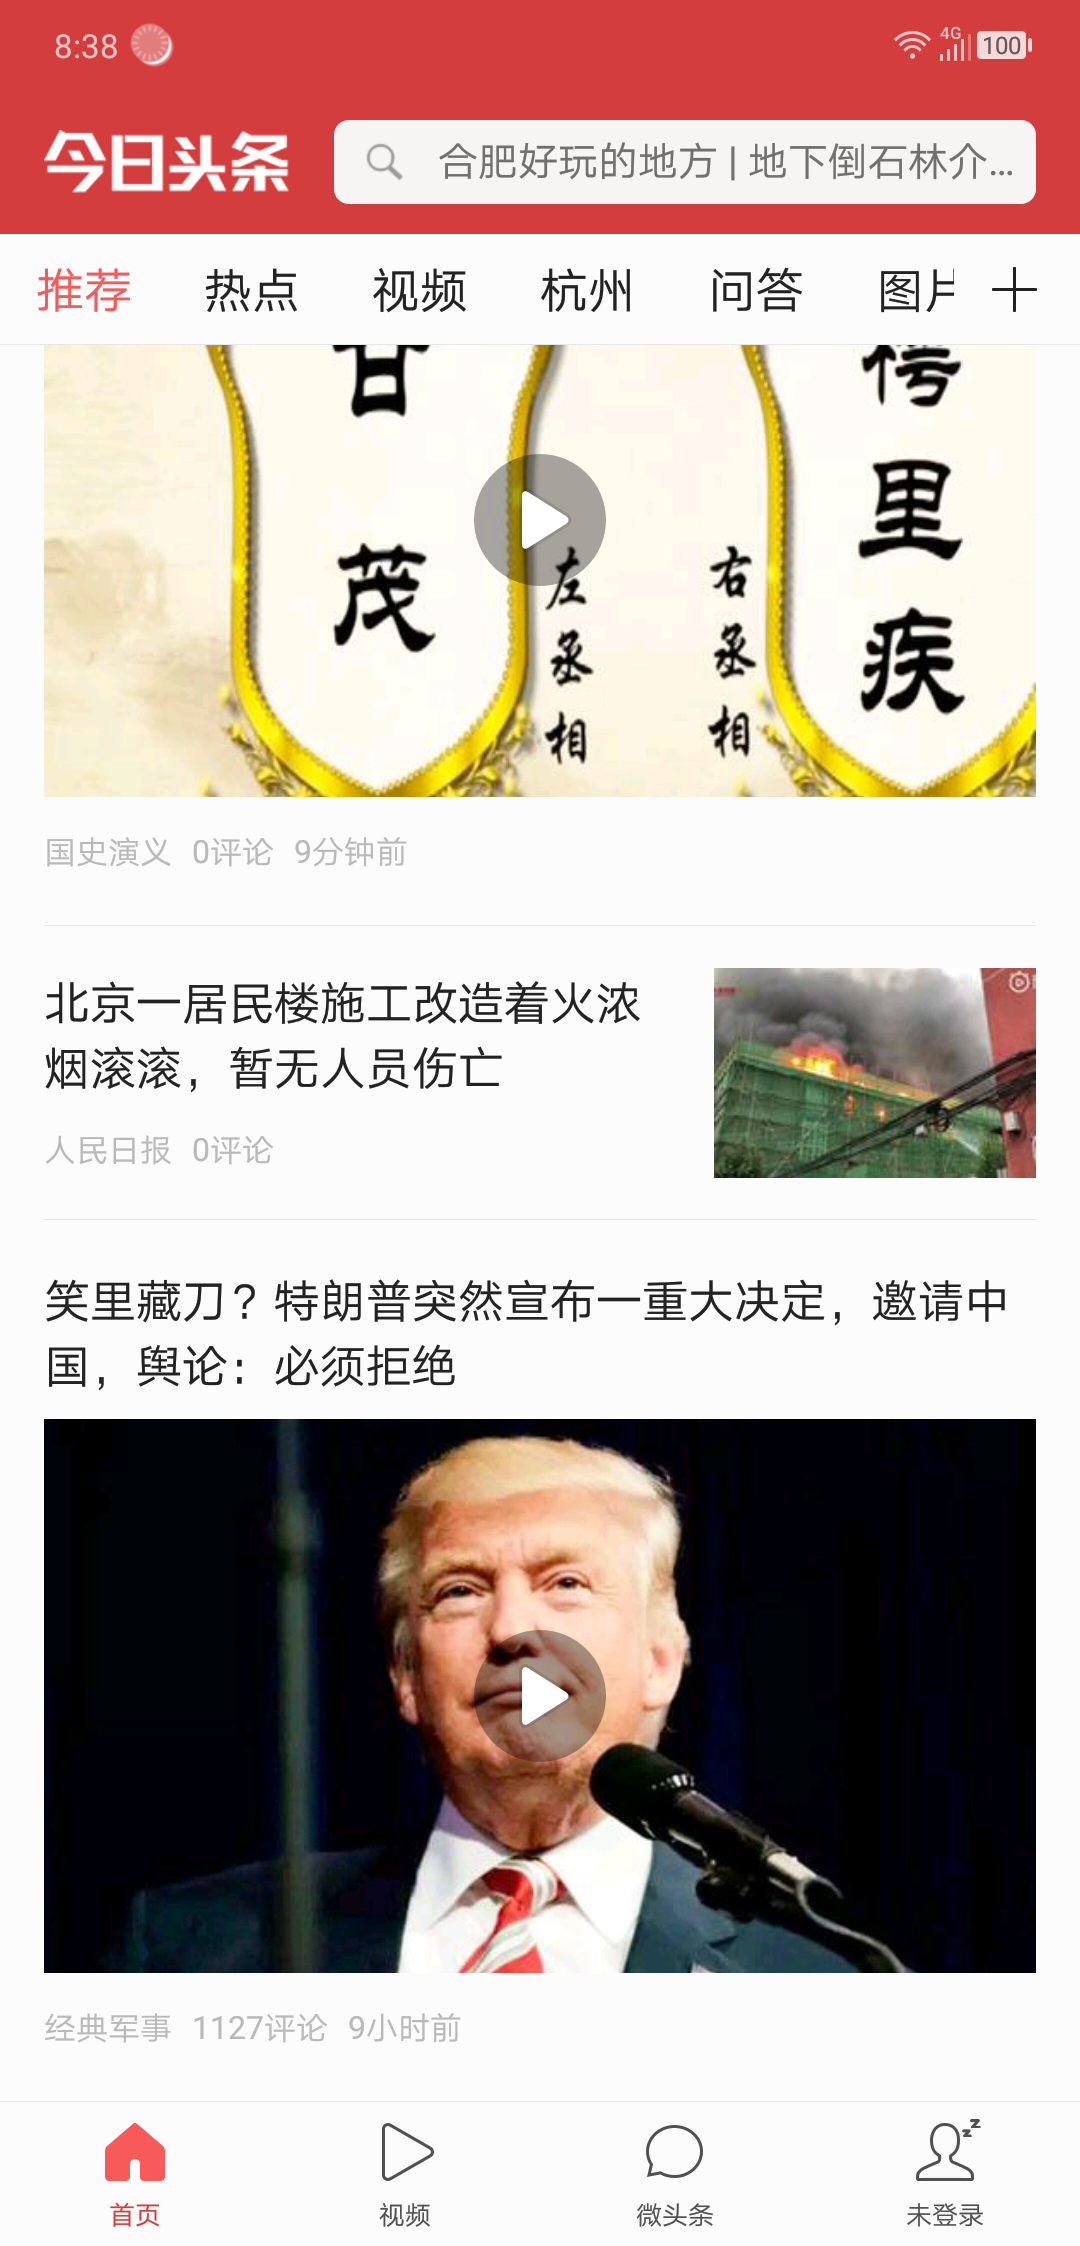 8:38
4G
100
今日头条
合肥好玩的地方 | 地下倒石林介...
推荐 热点 视频 杭州 问答 图片
甘茂
左丞相
右丞相
樗里疾
国史演义 0评论 9分钟前
北京一居民楼施工改造着火浓
烟滚滚，暂无人员伤亡
人民日报 0评论
笑里藏刀？特朗普突然宣布一重大决定，邀请中
国，舆论：必须拒绝
经典军事 1127评论 9小时前
首页 视频 微头条 未登录